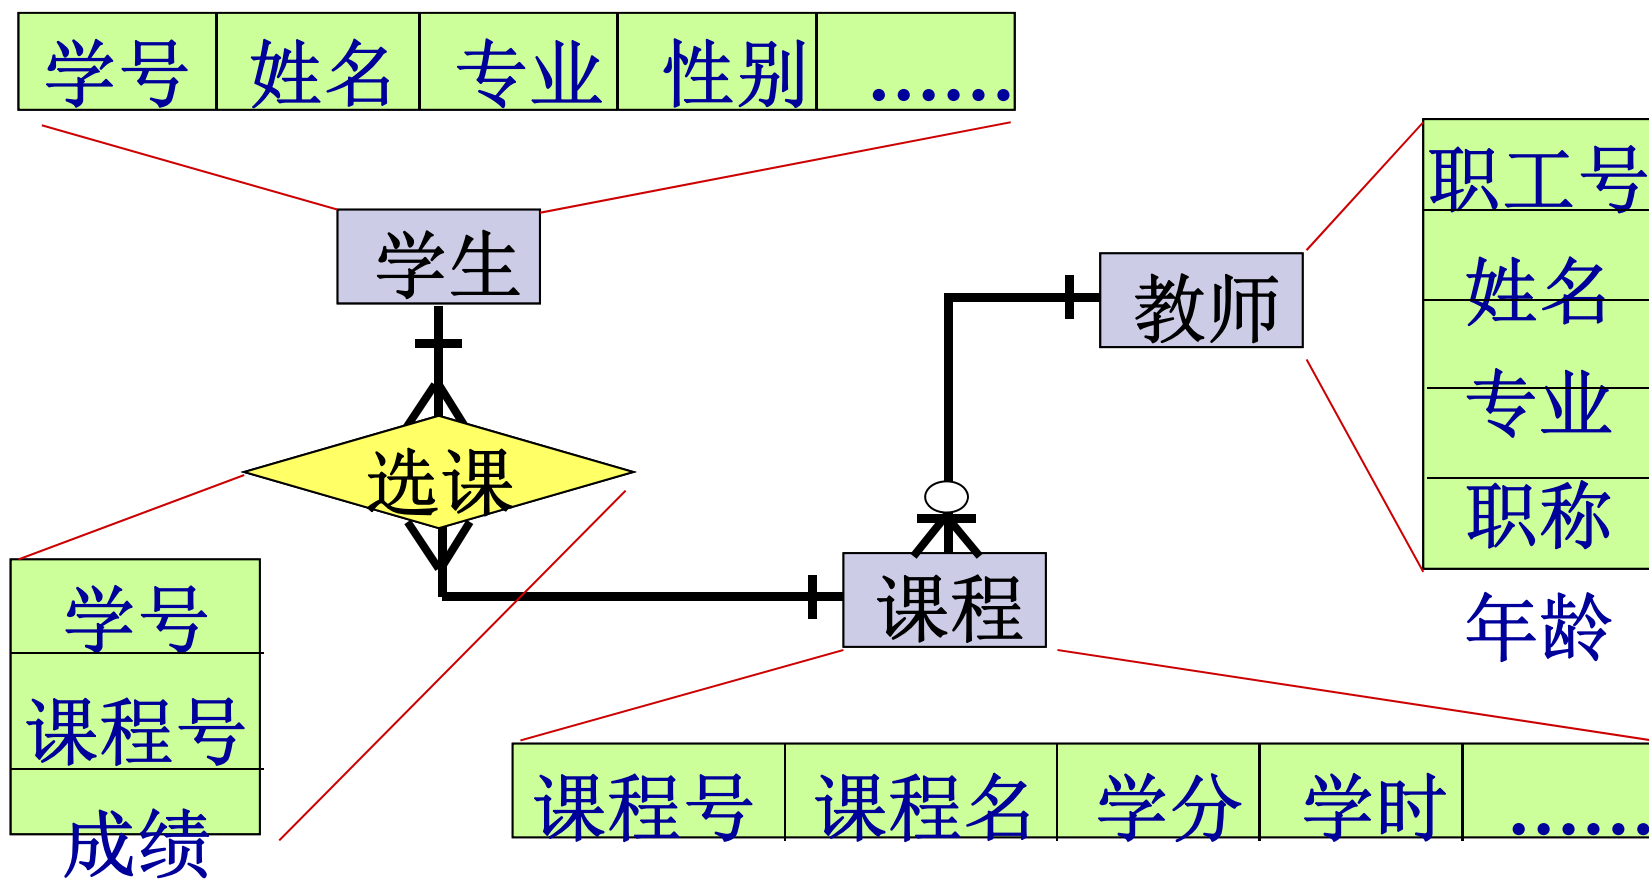 学号 姓名 专业 性别 ……
职工号
姓名
专业
职称
年龄
学生
教师
选课
课程
学号
课程号
成绩
课程号 课程名 学分 学时 ……